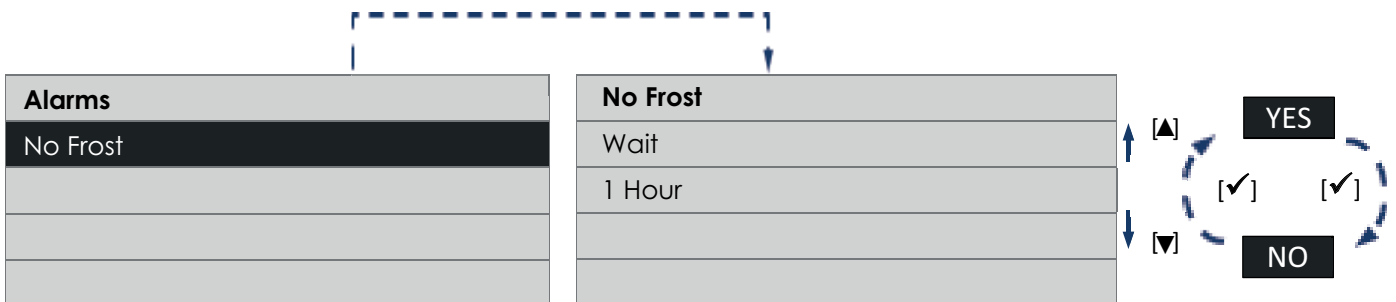 Alarms
No Frost
No Frost
Wait
1 Hour
[▲]
[▼]
YES
[✓] [✓]
NO